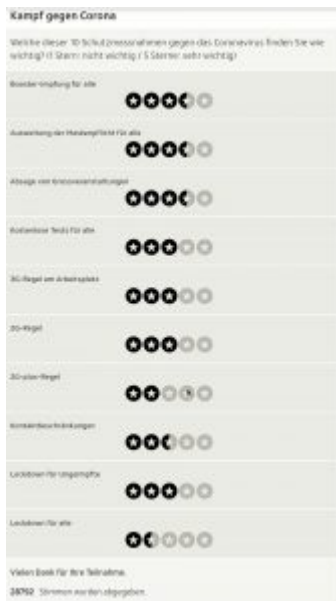 Kampf gegen Corona
Welche dieser 10 Schutzmassnahmen gegen das Coronavirus finden Sie wie
wichtig? (1 Stern: nicht wichtig / 5 Sterne: sehr wichtig)
Booster-Impfung für alle
Ausweitung der Maskenpflicht für alle
Absage von Grossveranstaltungen
Kostenlose Tests für alle
3G-Regel am Arbeitsplatz
2G-Regel
2G-plus-Regel
Kontaktbeschränkungen
Lockdown für Ungeimpfte
Lockdown für alle
Vielen Dank für Ihre Teilnahme.
28792 Stimmen wurden abgegeben.